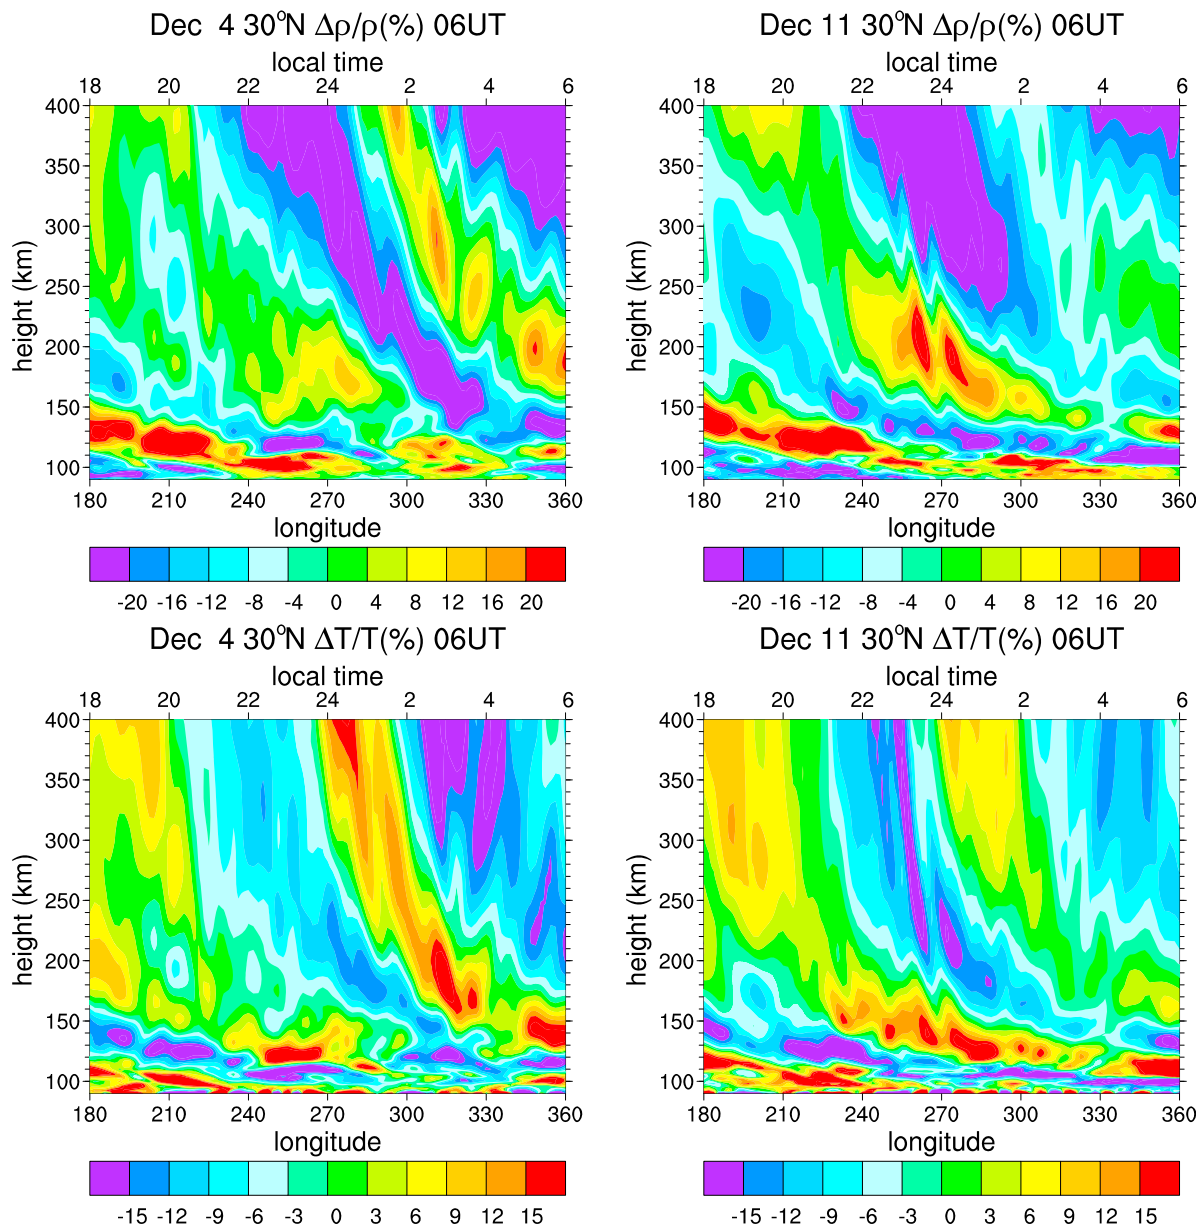 Dec 4 30°N Δρ/ρ(%) 06UT
local time
18 20 22 24 2 4 6
400
350
300
250
200
150
100
height (km)
180 210 240 270 300 330 360
longitude
-20 -16 -12 -8 -4 0 4 8 12 16 20
Dec 11 30°N Δρ/ρ(%) 06UT
local time
18 20 22 24 2 4 6
400
350
300
250
200
150
100
height (km)
180 210 240 270 300 330 360
longitude
-20 -16 -12 -8 -4 0 4 8 12 16 20
Dec 4 30°N ΔT/T(%) 06UT
local time
18 20 22 24 2 4 6
400
350
300
250
200
150
100
height (km)
180 210 240 270 300 330 360
longitude
-15 -12 -9 -6 -3 0 3 6 9 12 15
Dec 11 30°N ΔT/T(%) 06UT
local time
18 20 22 24 2 4 6
400
350
300
250
200
150
100
height (km)
180 210 240 270 300 330 360
longitude
-15 -12 -9 -6 -3 0 3 6 9 12 15